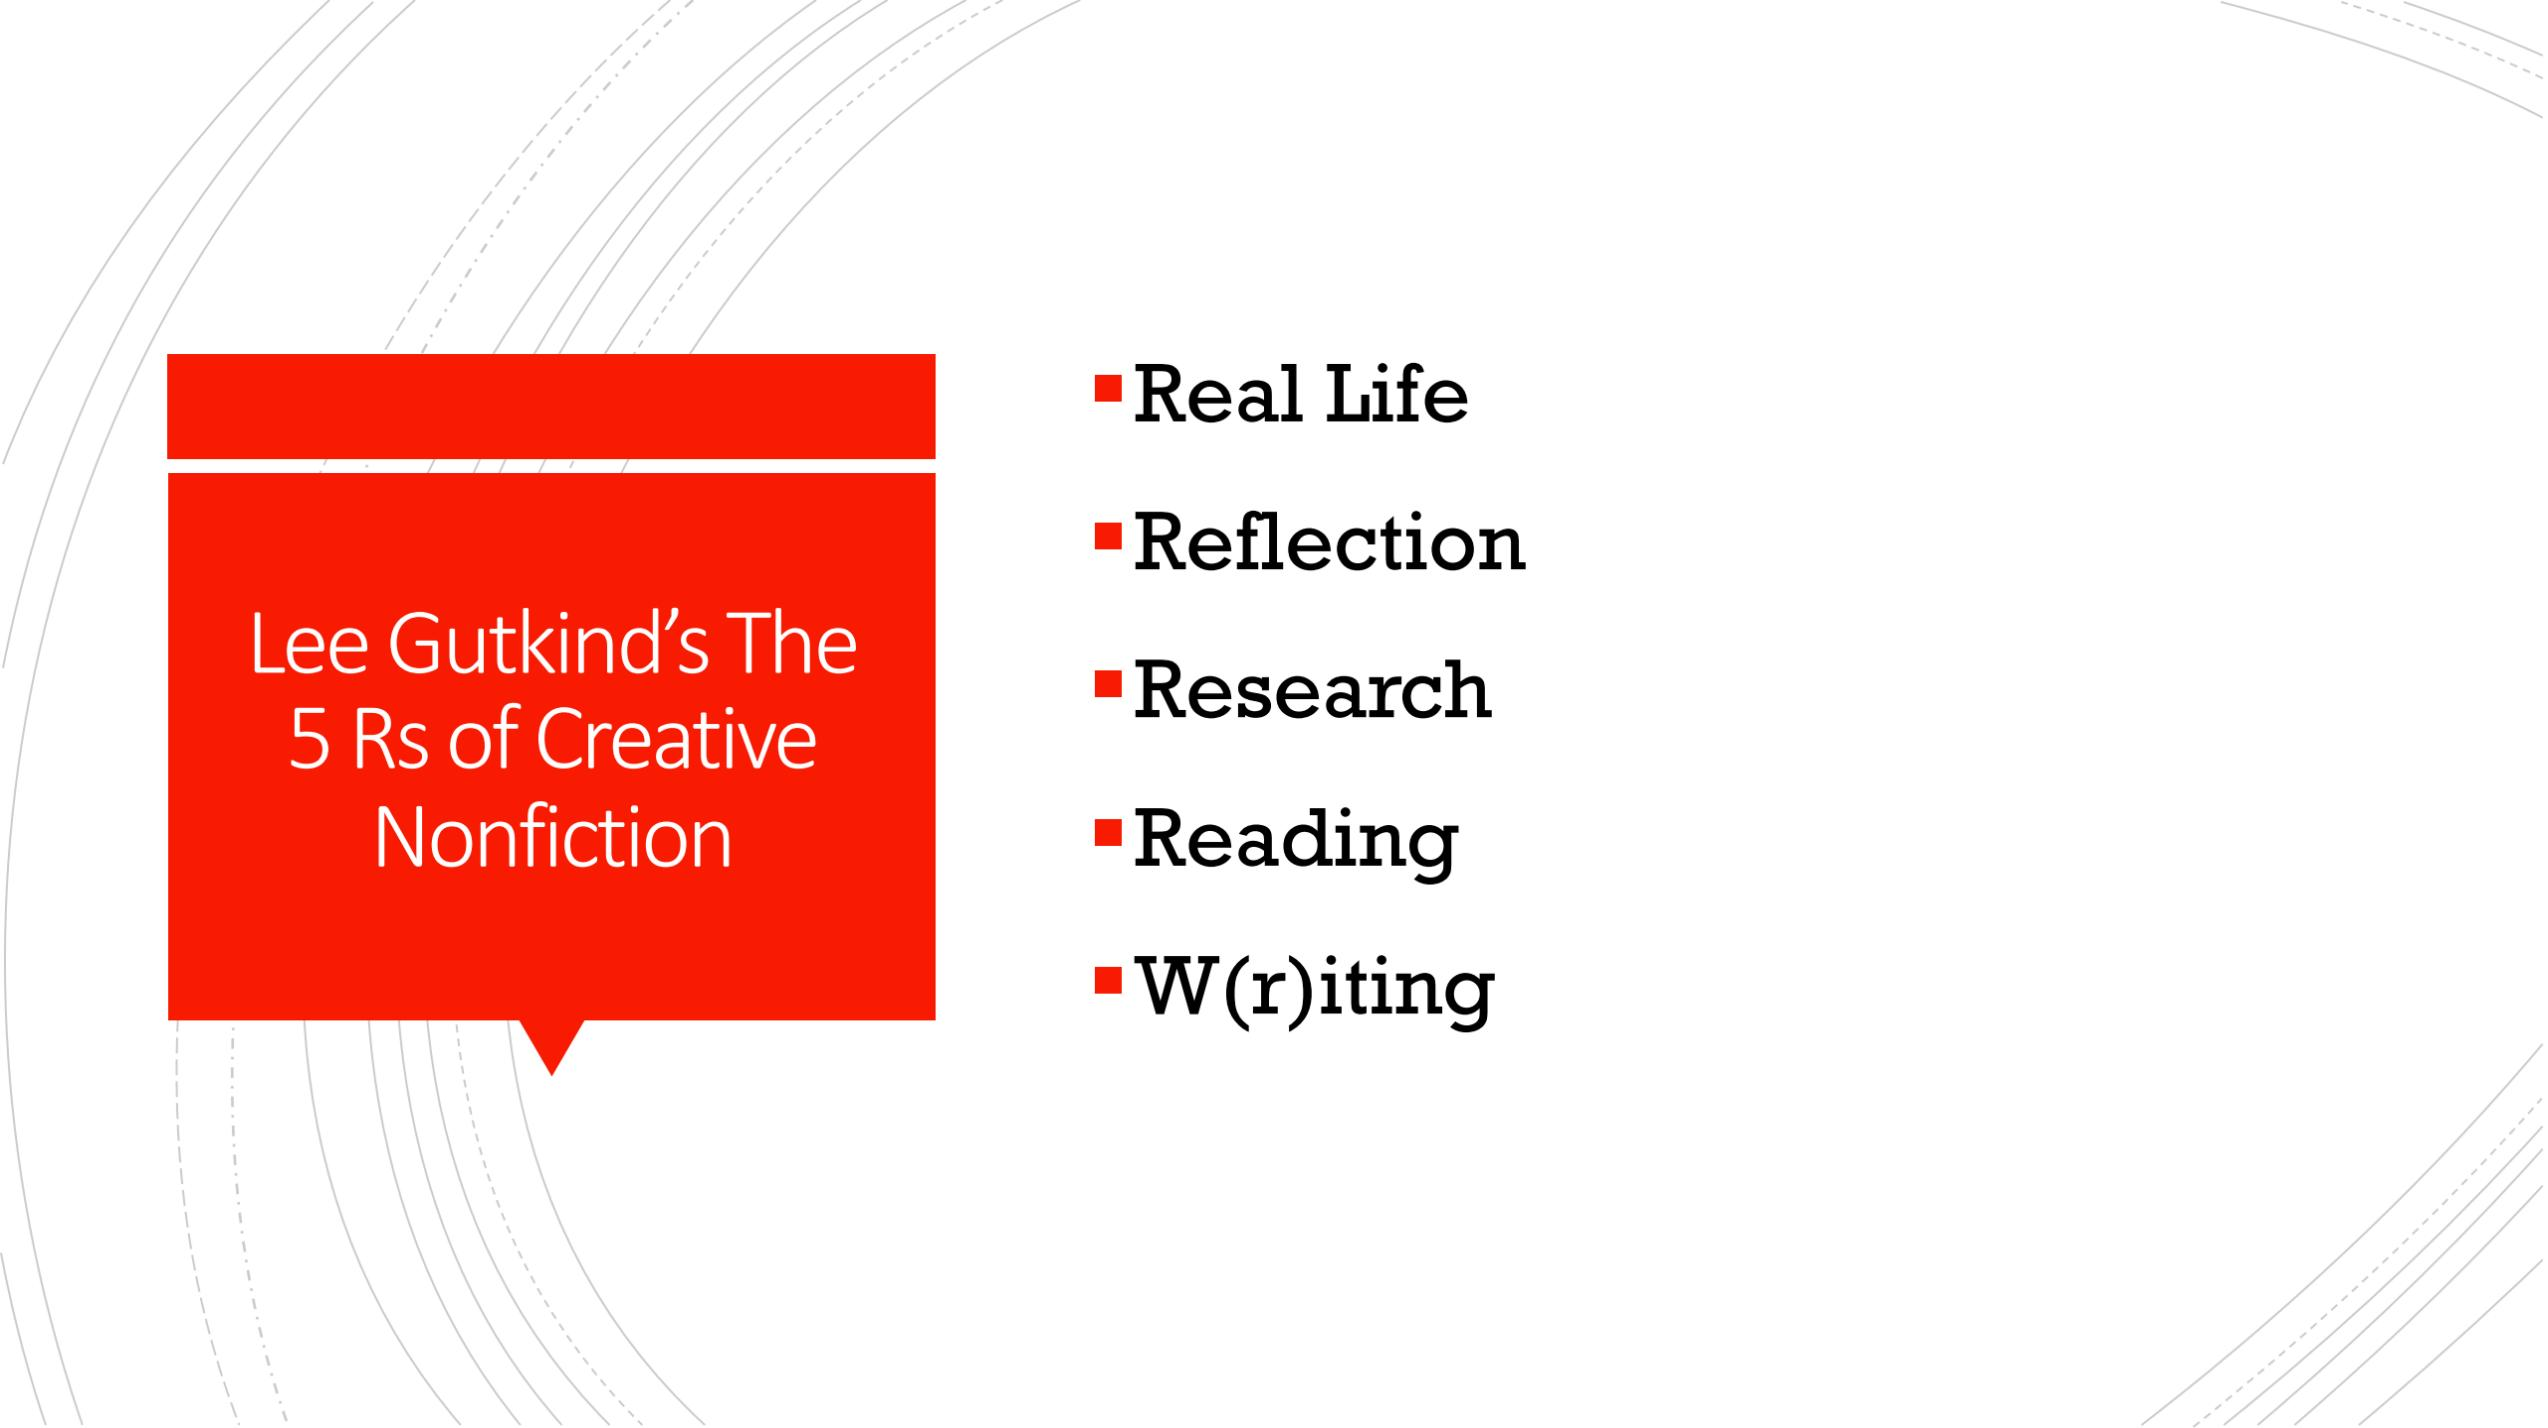 Lee Gutkind’s The
5 Rs of Creative
Nonfiction
Real Life
Reflection
Research
Reading
W(r)iting